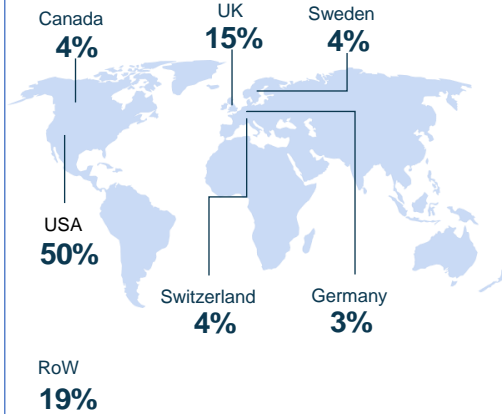 Canada
4%
UK
15%
Sweden
4%
USA
50%
Switzerland
4%
Germany
3%
RoW
19%